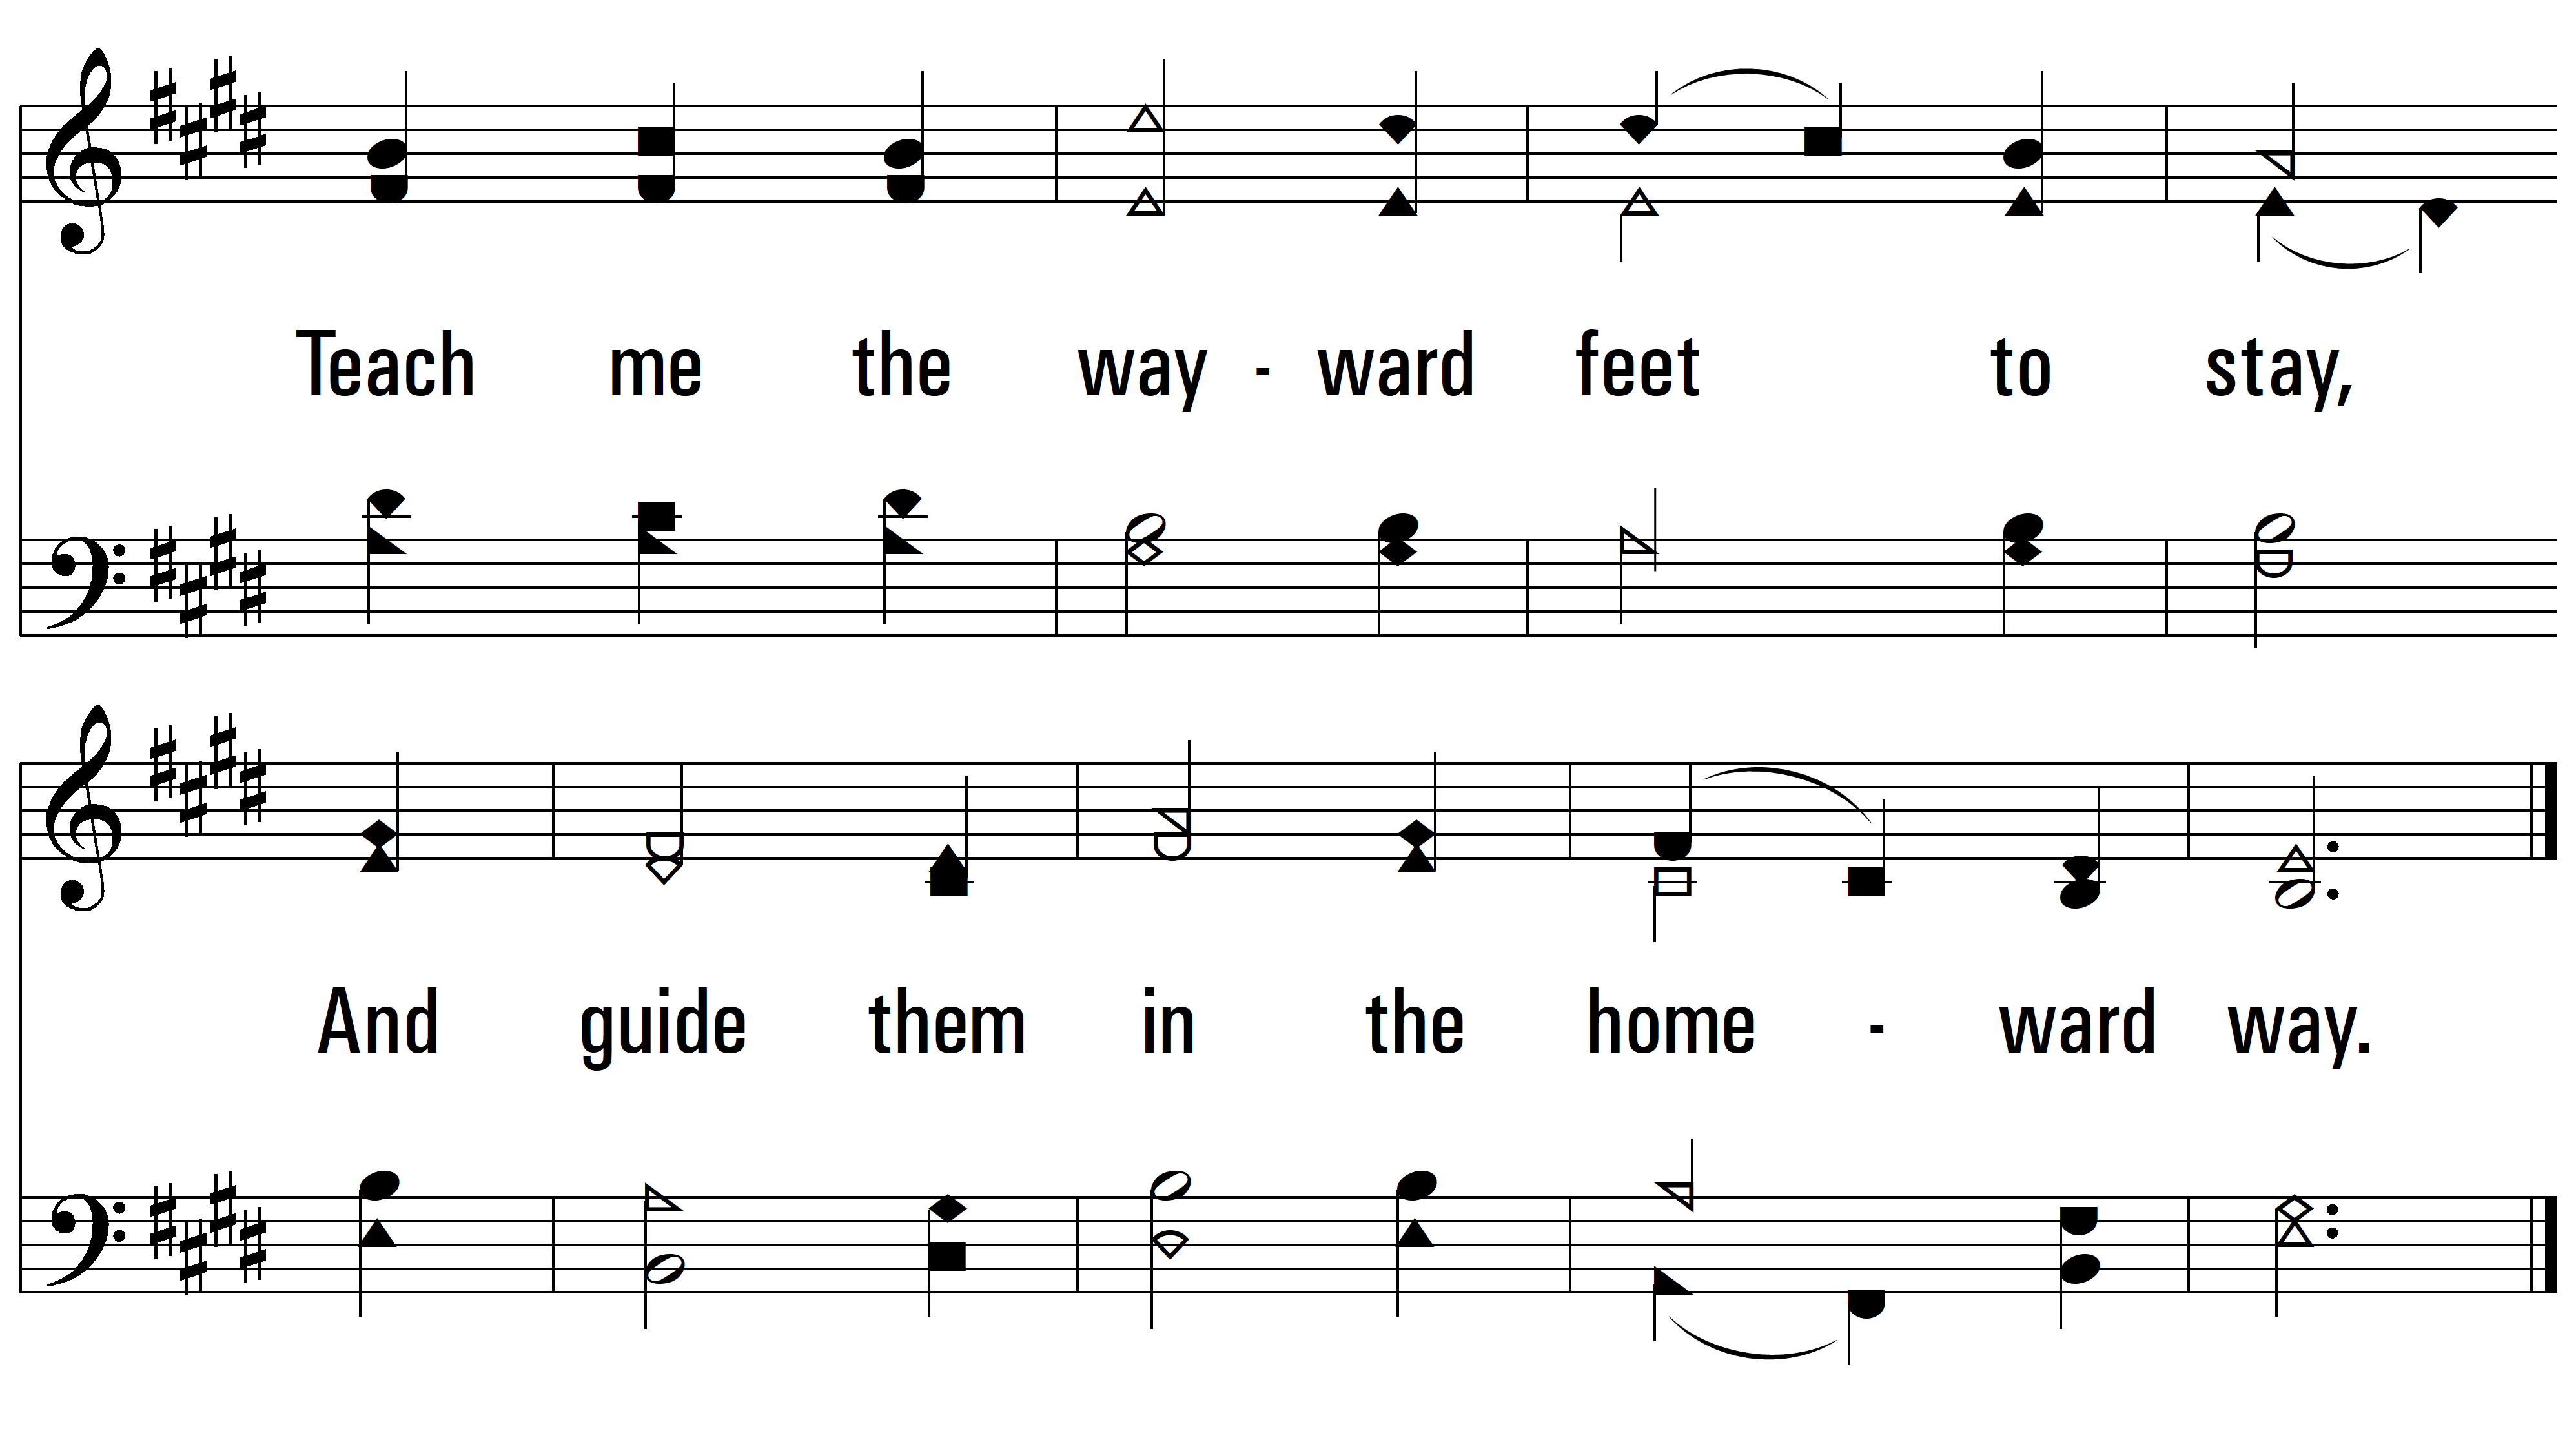 Teach me the way - ward feet to stay,
And guide them in the home - ward way.